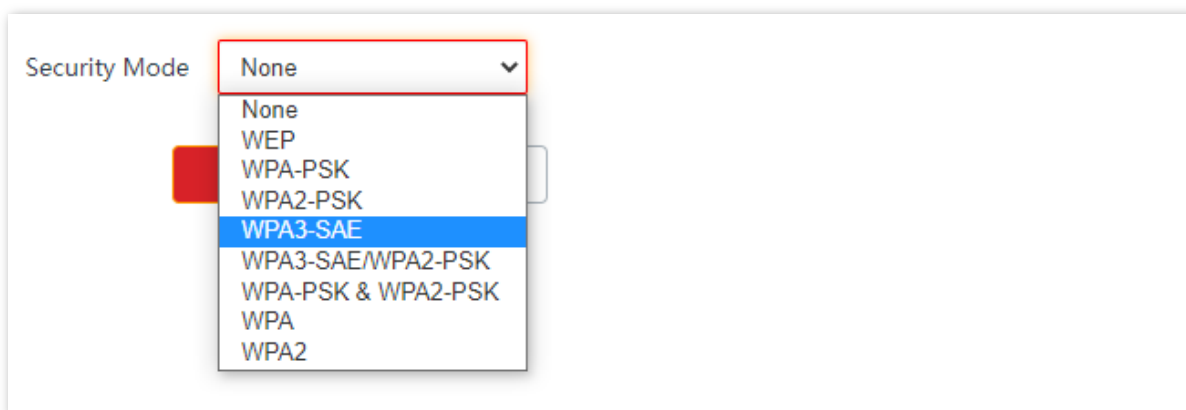 Security Mode None
None
WEP
WPA-PSK
WPA2-PSK
WPA3-SAE
WPA3-SAE/WPA2-PSK
WPA-PSK & WPA2-PSK
WPA
WPA2